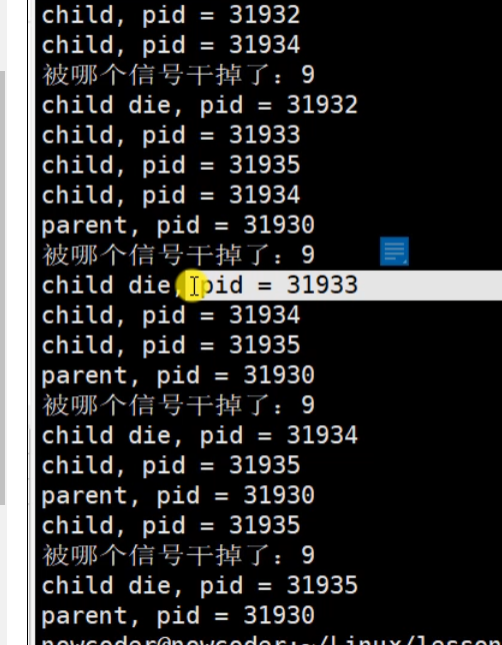 child, pid = 31932
child, pid = 31934
被哪个信号干掉了：9
child die, pid = 31932
child, pid = 31933
child, pid = 31935
child, pid = 31934
parent, pid = 31930
被哪个信号干掉了：9
child die, pid = 31933
child, pid = 31934
child, pid = 31935
parent, pid = 31930
被哪个信号干掉了：9
child die, pid = 31934
child, pid = 31935
parent, pid = 31930
child, pid = 31935
被哪个信号干掉了：9
child die, pid = 31935
parent, pid = 31930
nowcoder@nowcoder:~/Linux/lesson